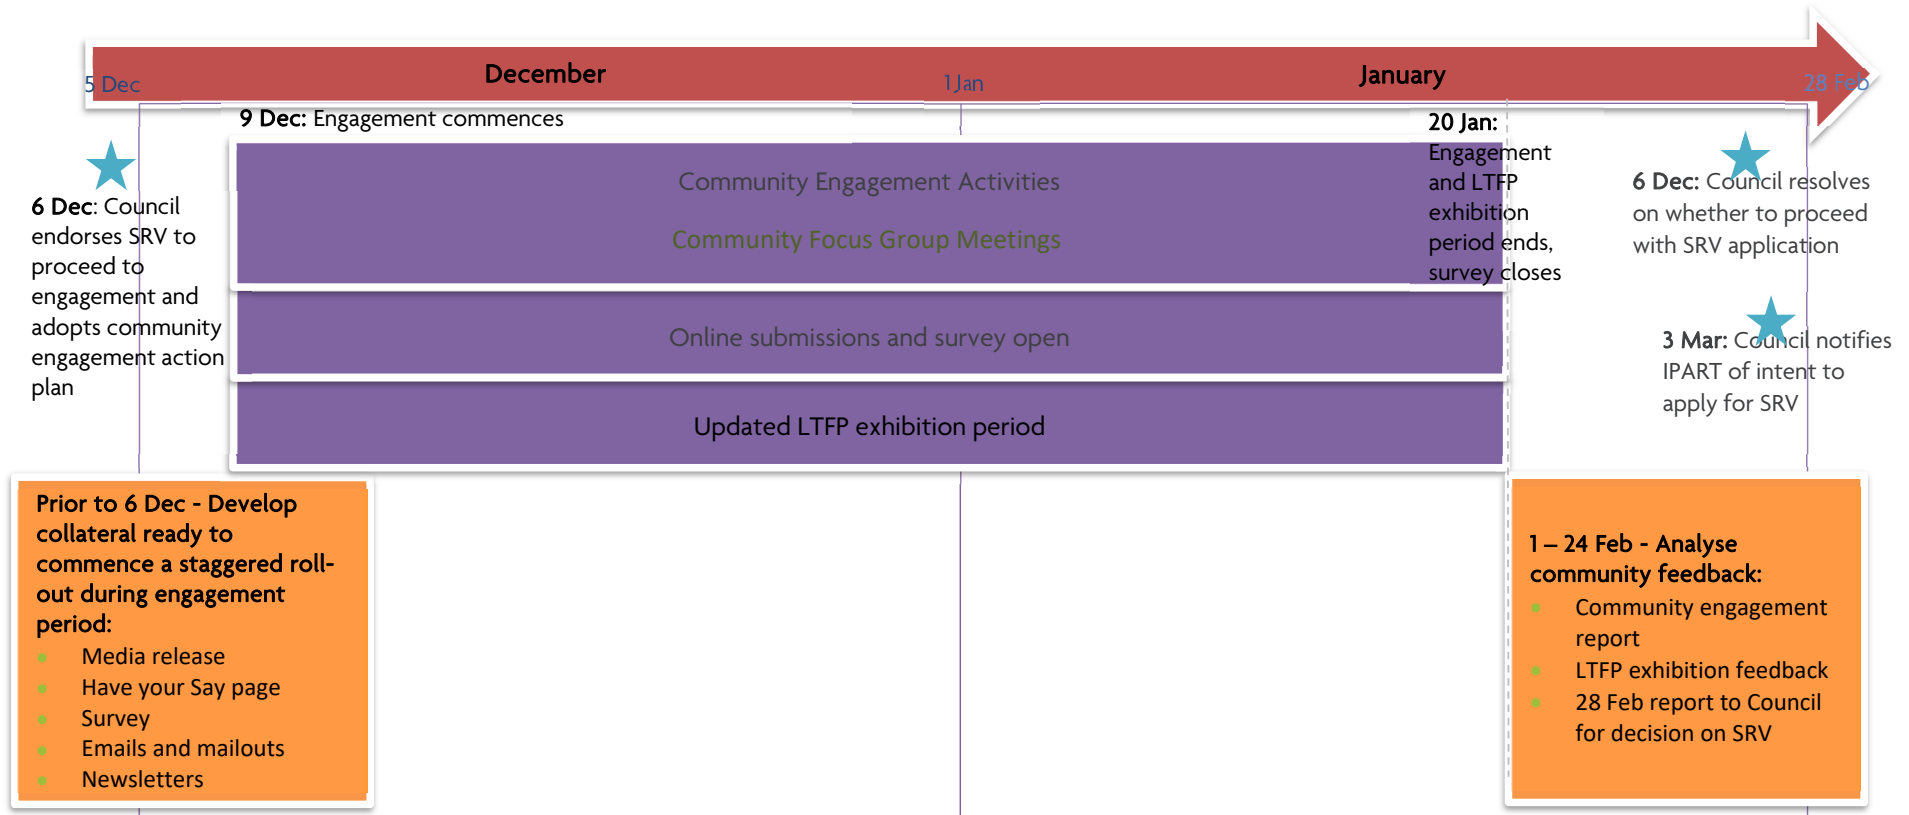 December
January
5 Dec
1 Jan
28 Feb
9 Dec: Engagement commences
6 Dec: Council
endorses SRV to
proceed to
engagement and
adopts community
engagement action
plan
Community Engagement Activities
Community Focus Group Meetings
Online submissions and survey open
Updated LTFP exhibition period
20 Jan:
Engagement
and LTFP
exhibition
period ends,
survey closes
6 Dec: Council resolves
on whether to proceed
with SRV application
3 Mar: Council notifies
IPART of intent to
apply for SRV
Prior to 6 Dec - Develop
collateral ready to
commence a staggered roll-
out during engagement
period:
Media release
Have your Say page
Survey
Emails and mailouts
Newsletters
1 – 24 Feb - Analyse
community feedback:
Community engagement
report
LTFP exhibition feedback
28 Feb report to Council
for decision on SRV